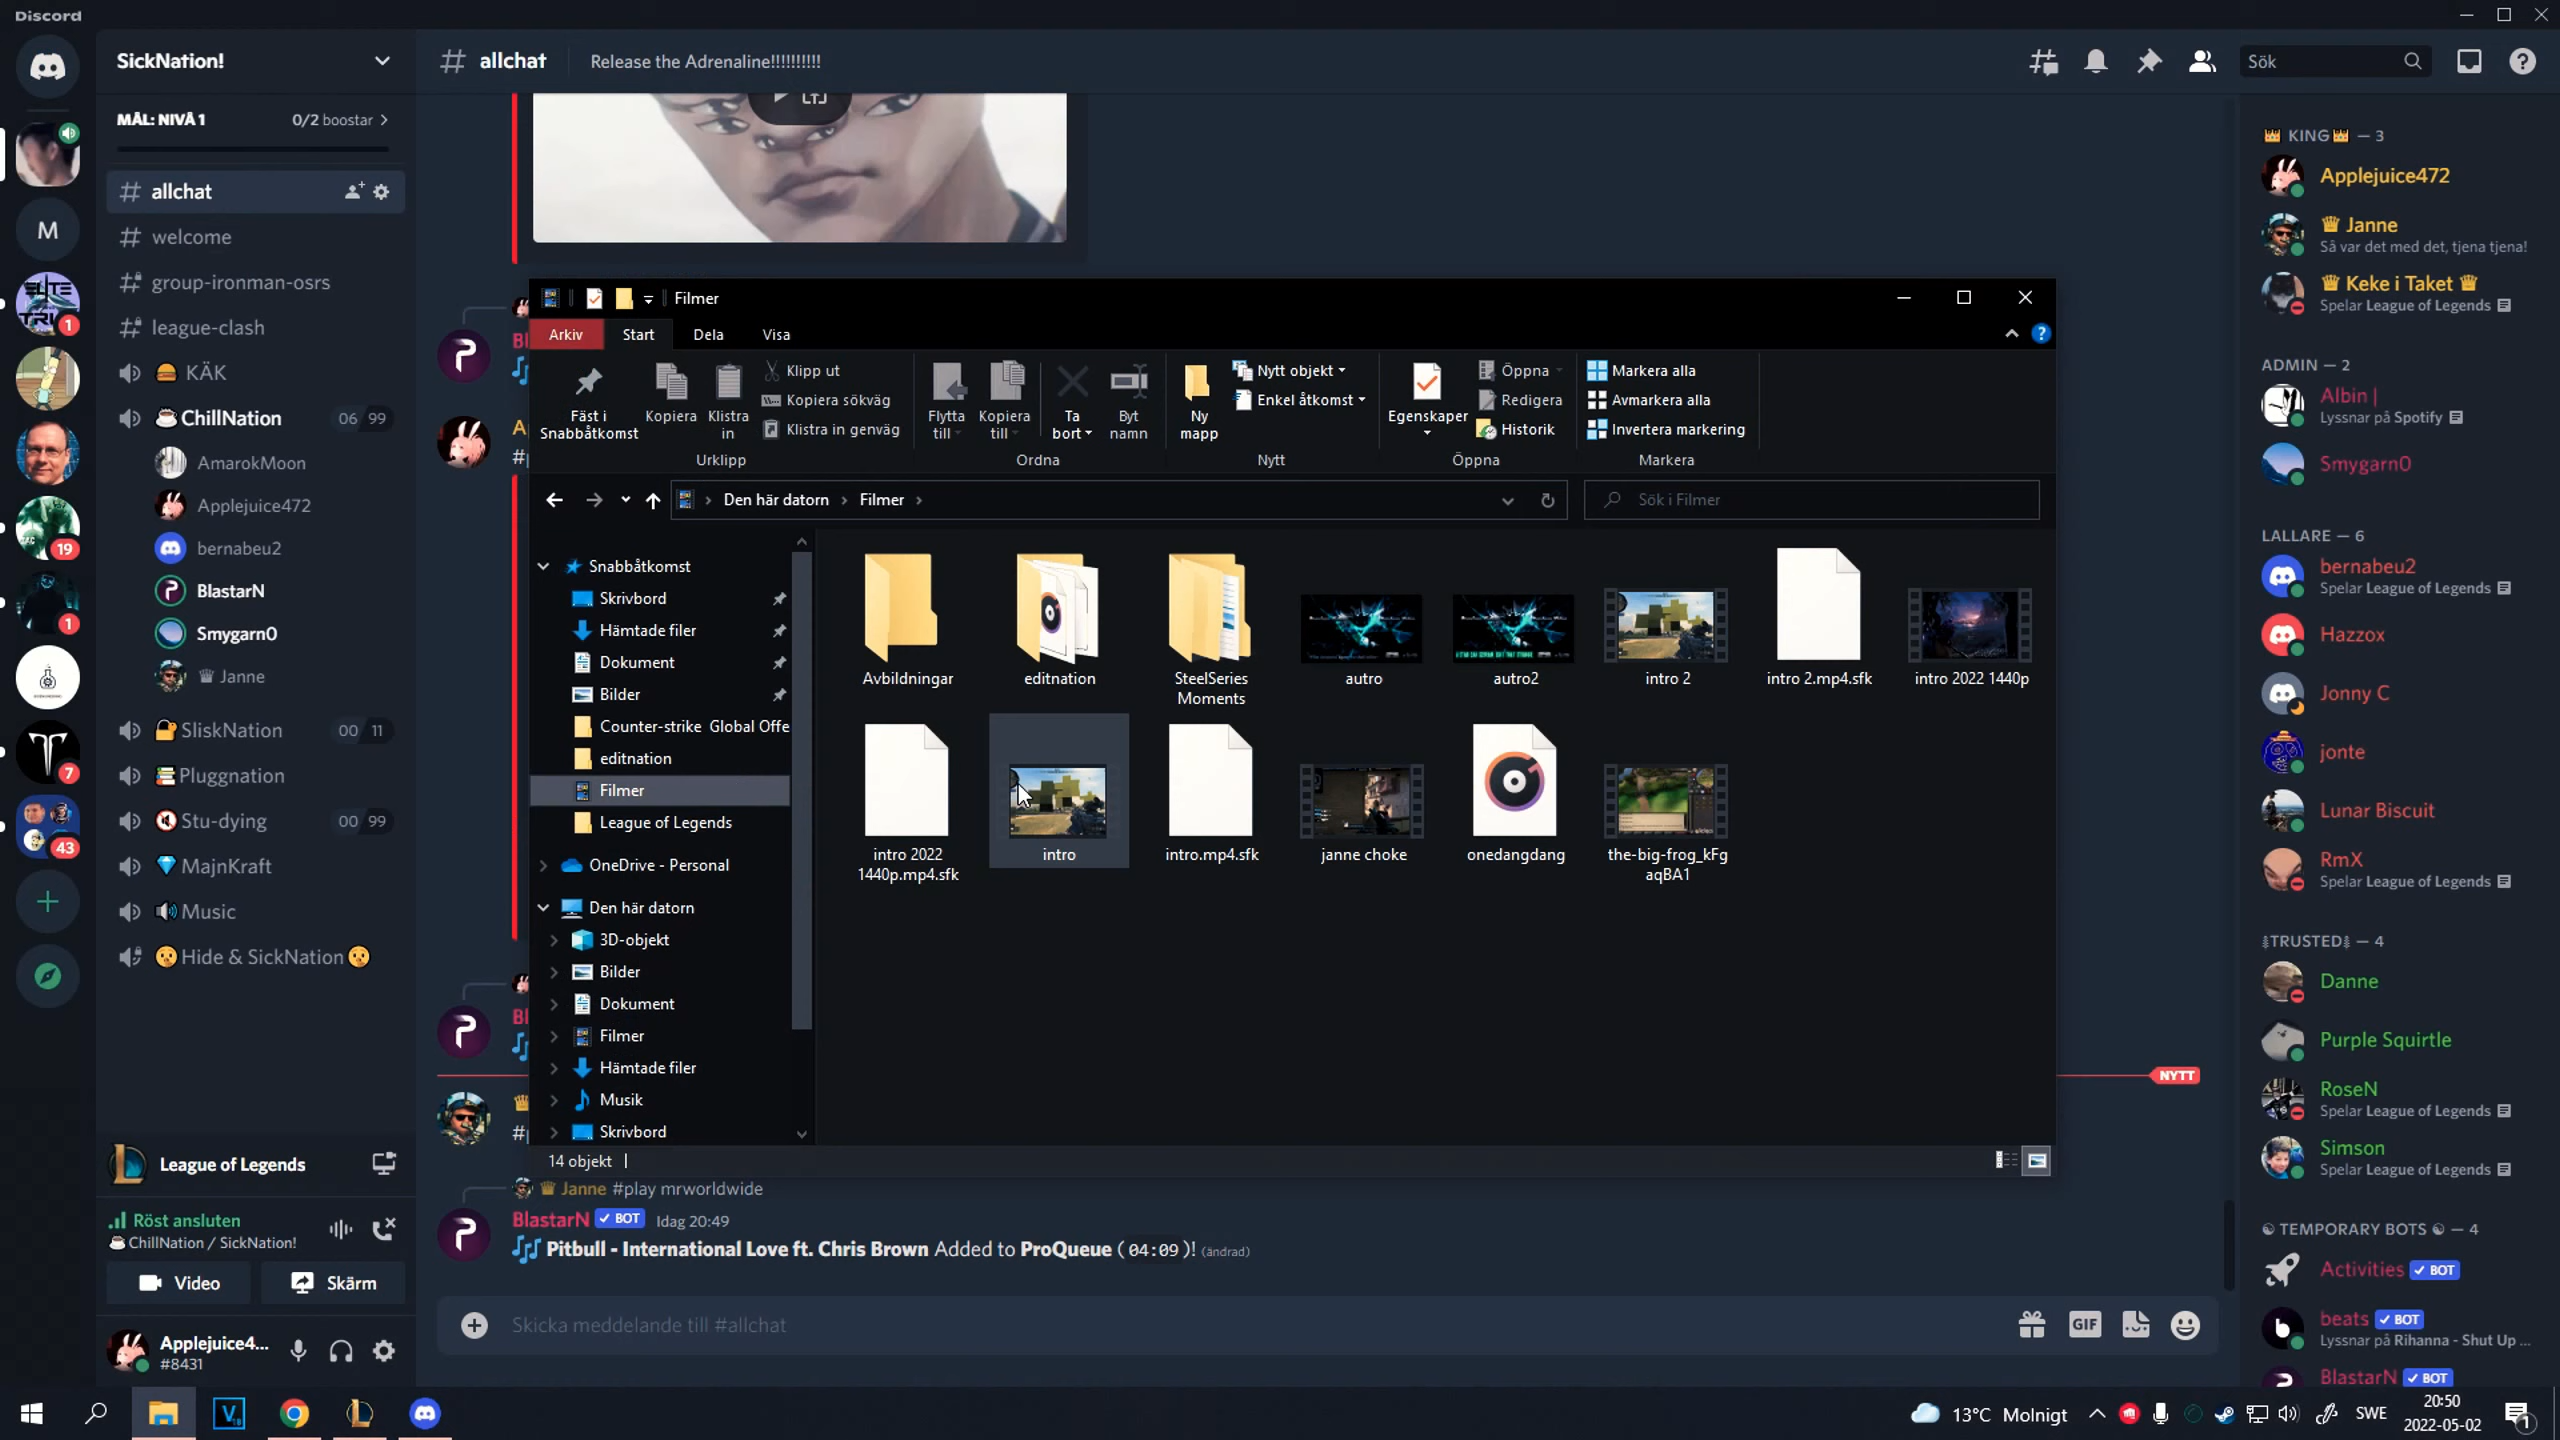 Discord
SickNation!
MÅL: NIVÅ 1
0/2 boostar
allchat
welcome
group-ironman-osrs
league-clash
KÄK
ChillNation
06 99
AmarokMoon
Applejuice472
bernabeu2
BlastarN
Smygarn0
Janne
SliskNation
00 11
Pluggnation
Stu-dying
00 99
MajnKraft
Music
Hide & SickNation
League of Legends
Röst ansluten
ChillNation / SickNation!
Video
Skärm
Applejuice4...
#8431
M
1
19
1
7
43
# allchat
Release the Adrenaline!!!!!!!!!!
Sök
Filmer
Arkiv
Start
Dela
Visa
Fäst i
Snabbåtkomst
Kopiera
Klistra
in
Klipp ut
Kopiera sökväg
Klistra in genväg
Urklipp
Flytta
till
Kopiera
till
Ta
bort
Byt
namn
Ordna
Ny
mapp
Nytt objekt
Enkel åtkomst
Nytt
Egenskaper
Öppna
Redigera
Historik
Öppna
Markera alla
Avmarkera alla
Invertera markering
Markera
Den här datorn
Filmer
Sök i Filmer
Snabbåtkomst
Skrivbord
Hämtade filer
Dokument
Bilder
Counter-strike Global Offe
editnation
Filmer
League of Legends
OneDrive - Personal
Den här datorn
3D-objekt
Bilder
Dokument
Filmer
Hämtade filer
Musik
Skrivbord
Avbildningar
editnation
SteelSeries
Moments
autro
autro2
intro 2
intro 2.mp4.sfk
intro 2022 1440p
intro 2022
1440p.mp4.sfk
intro
intro.mp4.sfk
janne choke
onedangdang
the-big-frog_kFg
aqBA1
14 objekt
NYTT
Janne #play mrworldwide
BlastarN BOT Idag 20:49
Pitbull - International Love ft. Chris Brown Added to ProQueue (04:09)! (ändrad)
Skicka meddelande till #allchat
GIF
KING — 3
Applejuice472
Janne
Så var det med det, tjena tjena!
Keke i Taket
Spelar League of Legends
ADMIN — 2
Albin |
Lyssnar på Spotify
Smygarn0
LALLARE — 6
bernabeu2
Spelar League of Legends
Hazzox
Jonny C
jonte
Lunar Biscuit
RmX
Spelar League of Legends
TRUSTED — 4
Danne
Purple Squirtle
RoseN
Spelar League of Legends
Simson
Spelar League of Legends
TEMPORARY BOTS — 4
Activities BOT
beats BOT
Lyssnar på Rihanna - Shut Up ...
BlastarN BOT
13°C Molnigt
SWE
20:50
2022-05-02
1